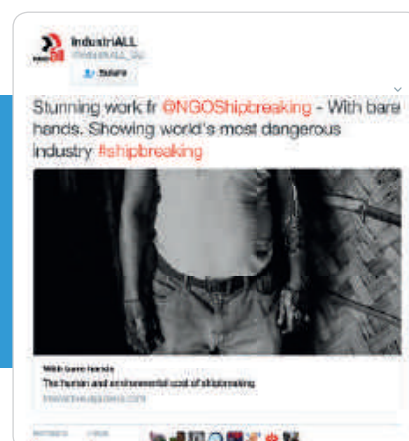 IndustriALL
Stunning work fr @NGOShipbreaking - With bare
hands. Showing world's most dangerous
industry #shipbreaking
With bare hands
The human and environmental cost of shipbreaking